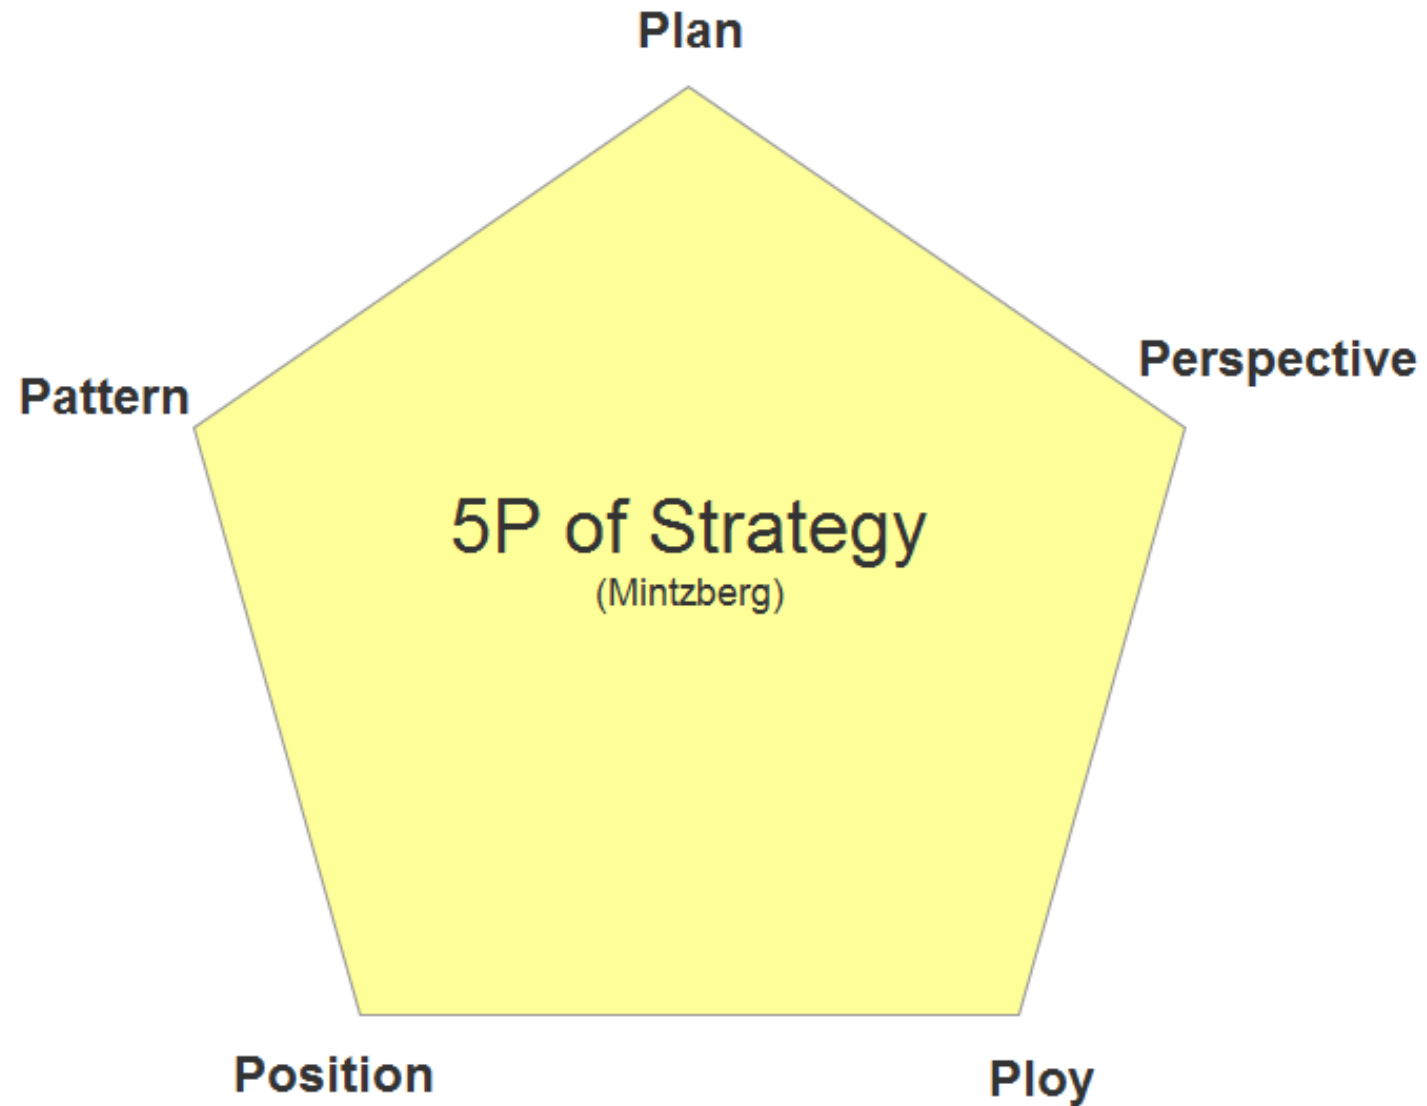 Plan
Perspective
Pattern
5P of Strategy
(Mintzberg)
Position
Ploy